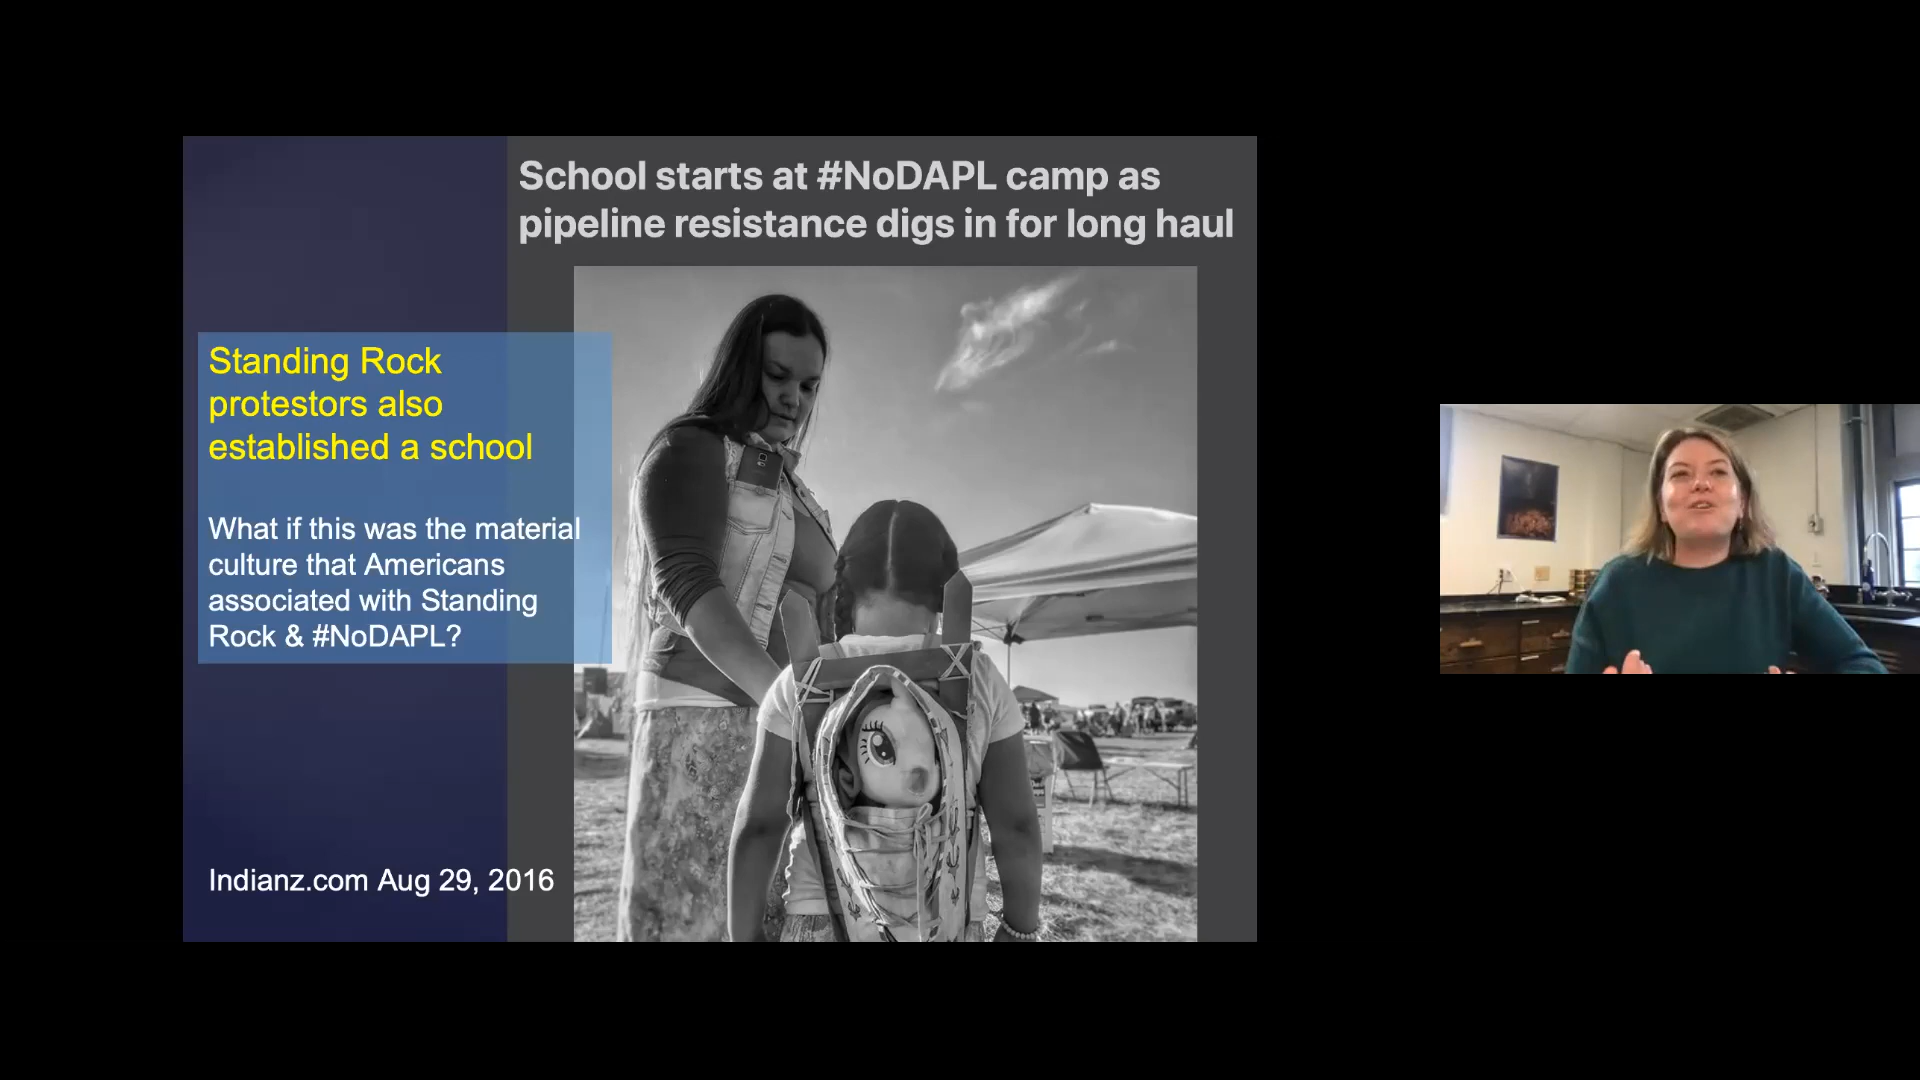 School starts at #NoDAPL camp as
pipeline resistance digs in for long haul
Standing Rock
protestors also
established a school
What if this was the material
culture that Americans
associated with Standing
Rock & #NoDAPL?
Indianz.com Aug 29, 2016